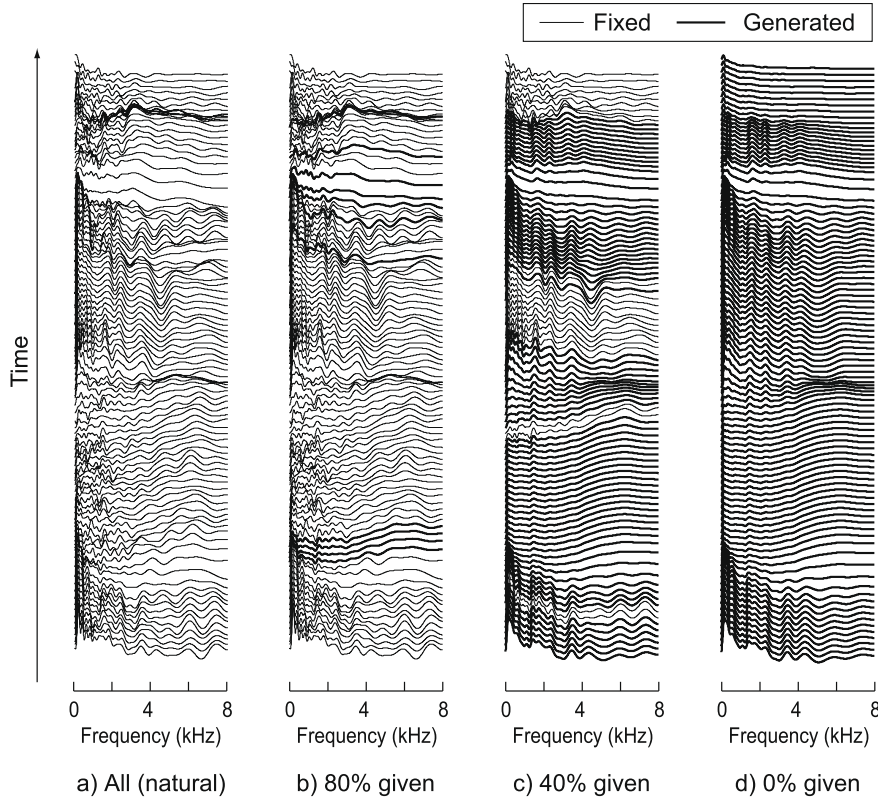 Fixed Generated
Time
0 4 8 0 4 8 0 4 8 0 4 8
Frequency (kHz) Frequency (kHz) Frequency (kHz) Frequency (kHz)
a) All (natural) b) 80% given c) 40% given d) 0% given